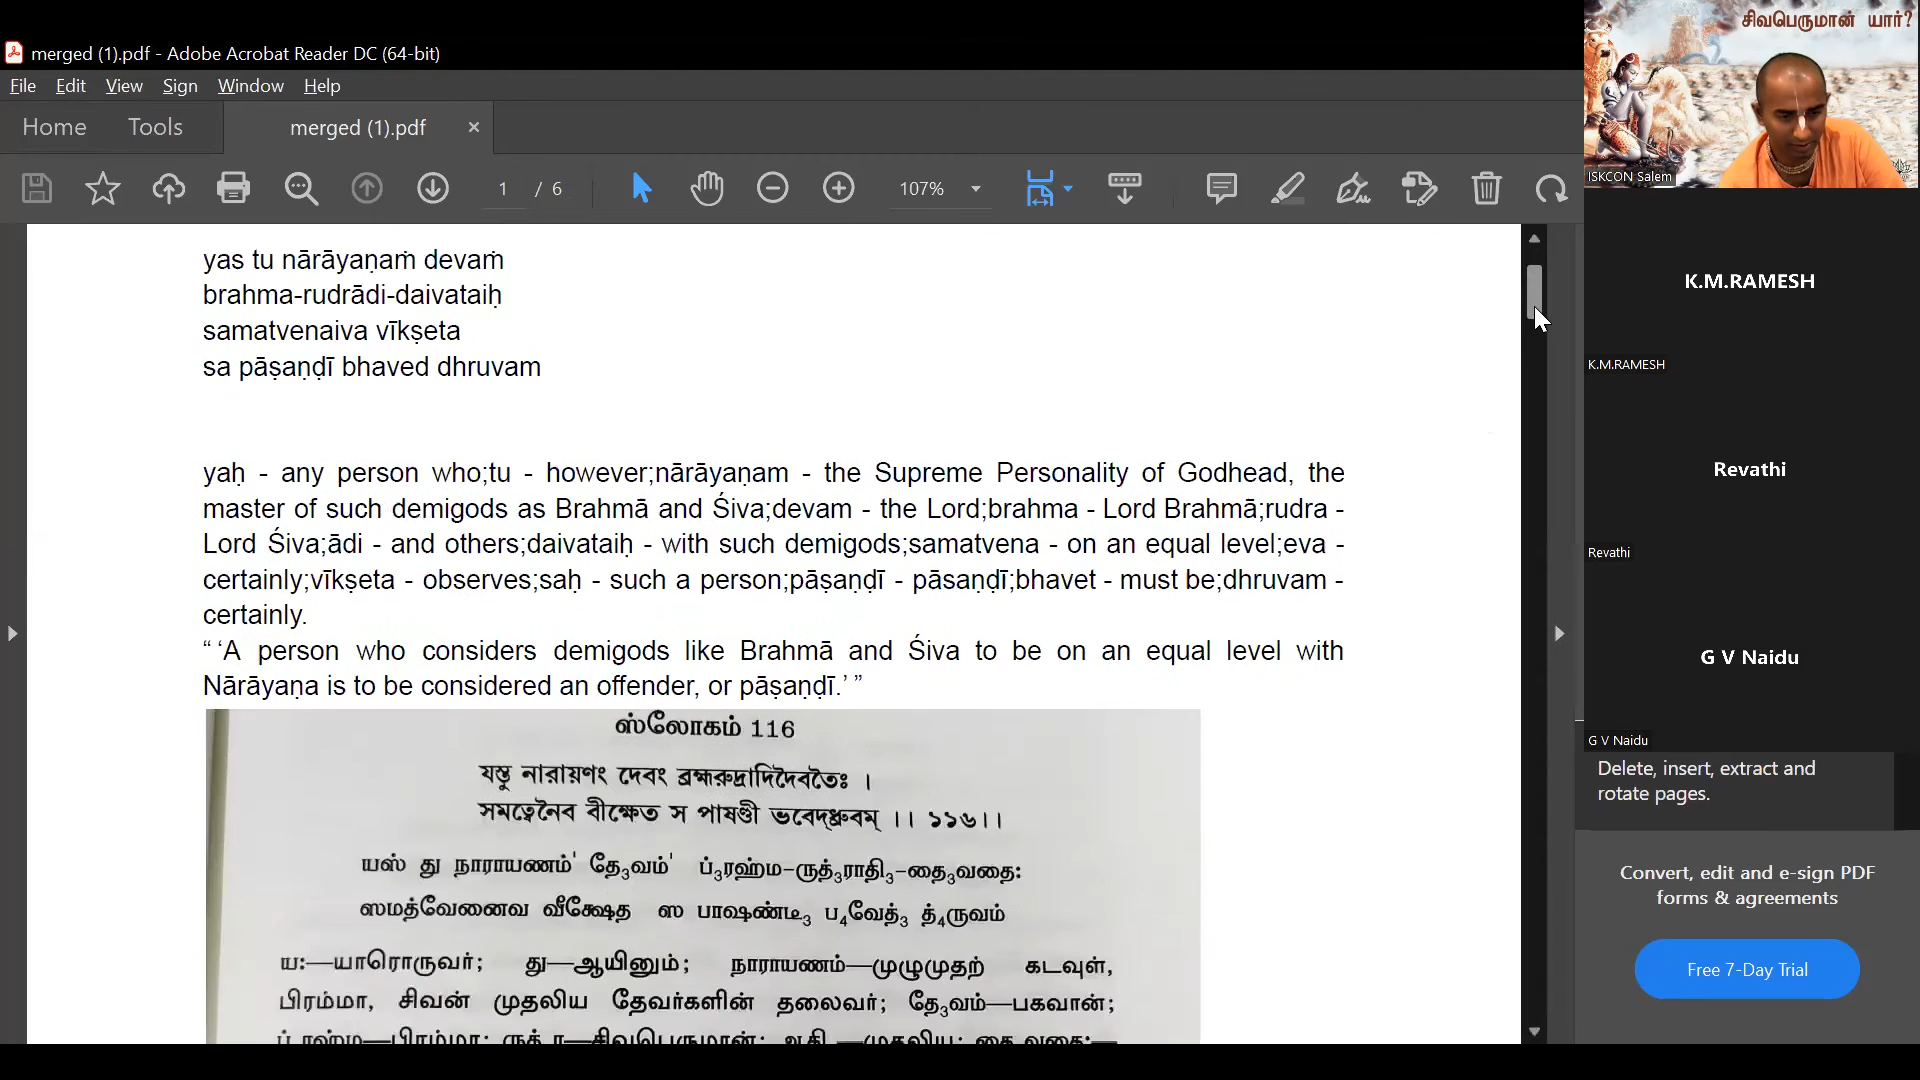 merged (1).pdf - Adobe Acrobat Reader DC (64-bit)
File Edit View Sign Window Help
Home Tools merged (1).pdf ×
1 / 6 107%
yas tu nārāyaṇaṁ devaṁ
brahma-rudrādi-daivataiḥ
samatvenaiva vīkṣeta
sa pāṣaṇḍī bhaved dhruvam
yaḥ - any person who;tu - however;nārāyaṇam - the Supreme Personality of Godhead, the
master of such demigods as Brahmā and Śiva;devam - the Lord;brahma - Lord Brahmā;rudra -
Lord Śiva;ādi - and others;daivataiḥ - with such demigods;samatvena - on an equal level;eva -
certainly;vīkṣeta - observes;saḥ - such a person;pāṣaṇḍī - pāsaṇḍī;bhavet - must be;dhruvam -
certainly.
“ ‘A person who considers demigods like Brahmā and Śiva to be on an equal level with
Nārāyaṇa is to be considered an offender, or pāṣaṇḍī.’ ”
ஸ்லோகம் 116
যস্তু নারায়ণং দেবং ব্রহ্মরুদ্রাদিদৈবতৈঃ ।
সমত্বেনৈব বীক্ষেত স পাষণ্ডী ভবেদ্ধ্রুবম্ ।। ১১৬।।
யஸ் து நாராயணம்' தே₃வம்' ப்₃ரஹ்ம-ருத்₃ராதி₃-தை₃வதை:
ஸமத்வேனைவ வீக்ஷேத ஸ பாஷண்டீ₃ ப₄வேத்₃ த்₄ருவம்
ய:—யாரொருவர்; து—ஆயினும்; நாராயணம்—முழுமுதற் கடவுள்,
பிரம்மா, சிவன் முதலிய தேவர்களின் தலைவர்; தே₃வம்—பகவான்;
சிவபெருமான் யார்?
ISKCON Salem
K.M.RAMESH
K.M.RAMESH
Revathi
Revathi
G V Naidu
G V Naidu
Delete, insert, extract and
rotate pages.
Convert, edit and e-sign PDF
forms & agreements
Free 7-Day Trial